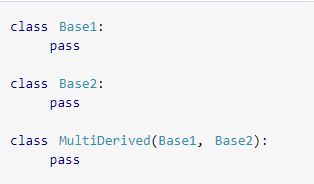 class Base1:
    pass
class Base2:
    pass
class MultiDerived(Base1, Base2):
    pass